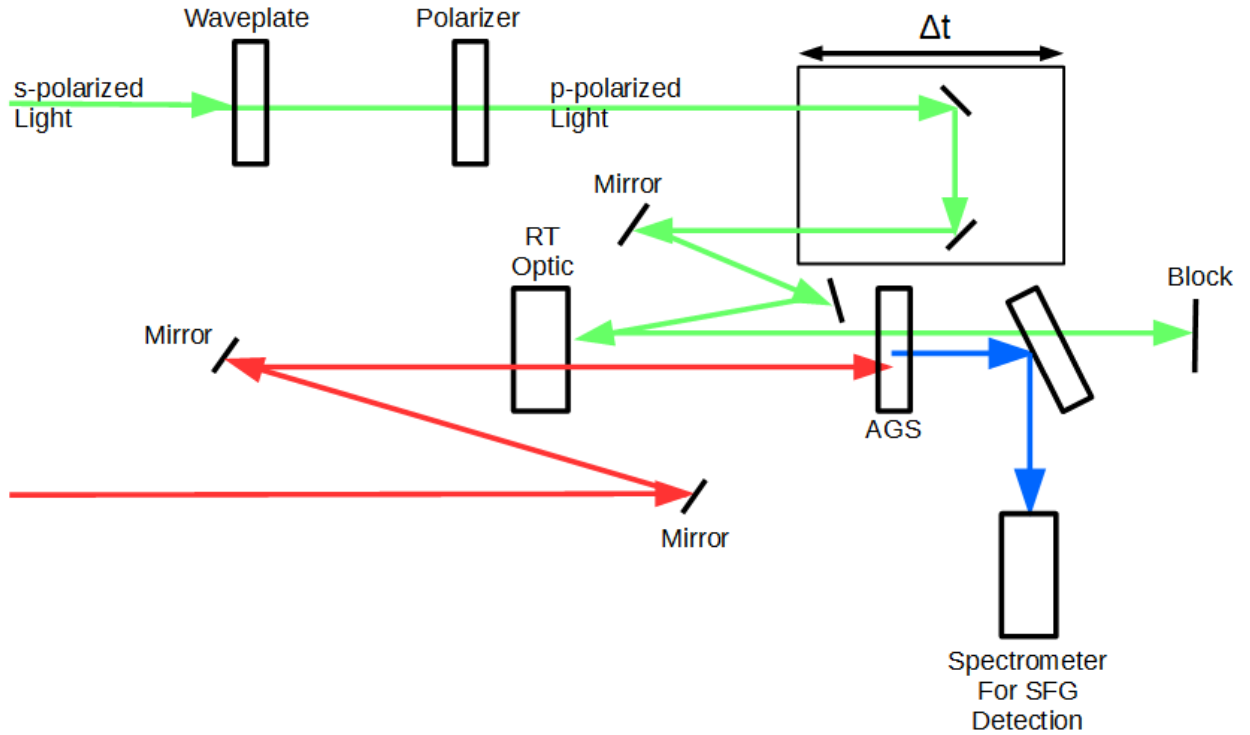 Waveplate
Polarizer
Δt
s-polarized
Light
p-polarized
Light
Mirror
RT
Optic
Block
Mirror
AGS
Mirror
Spectrometer
For SFG
Detection